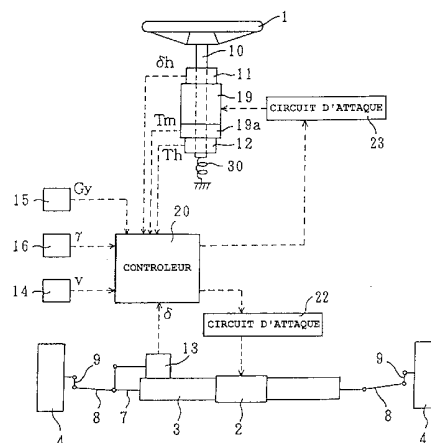 1
10
δh
11
19
Tm
19a
CIRCUIT D'ATTAQUE
Th
12
23
30
Gy
15
20
16
γ
CONTROLEUR
14
v
22
δ
CIRCUIT D'ATTAQUE
13
9
9
8
7
8
4
3
2
4